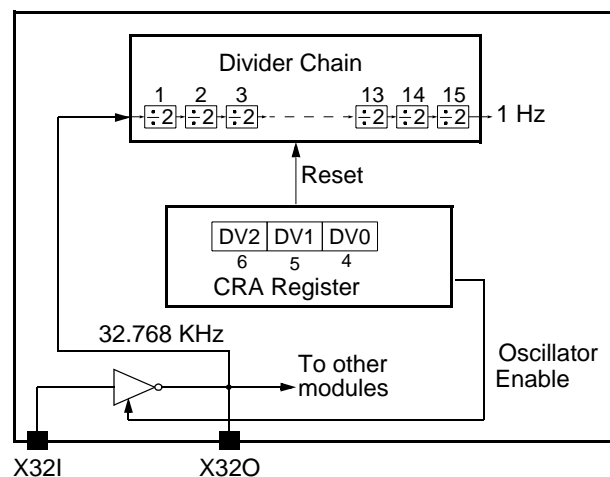 Divider Chain
1 2 3 13 14 15
÷2 ÷2 ÷2 ÷2 ÷2 ÷2 1 Hz
Reset
DV2 DV1 DV0
6 5 4
CRA Register
32.768 KHz
To other
modules
Oscillator
Enable
X32I X32O